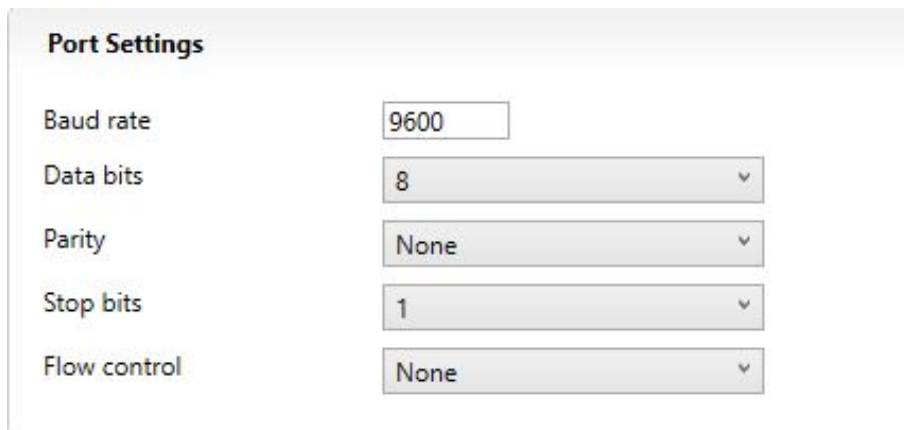 Port Settings
Baud rate 9600
Data bits 8
Parity None
Stop bits 1
Flow control None